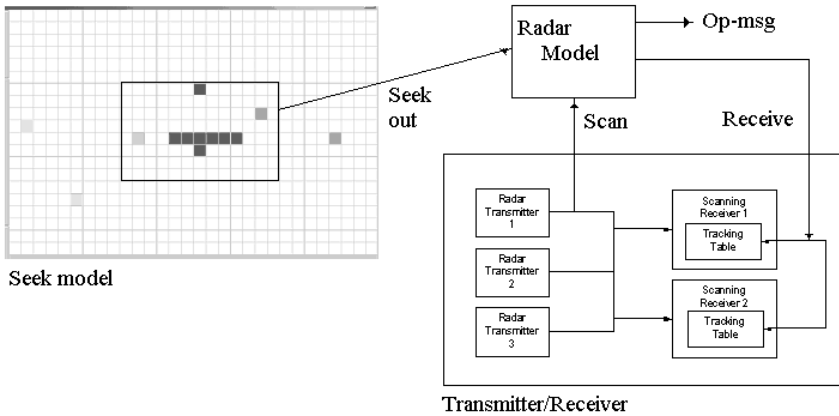 Radar
Model
Op-msg
Seek
out
Scan
Receive
Seek model
Radar
Transmitter
1
Radar
Transmitter
2
Radar
Transmitter
3
Scanning
Receiver 1
Tracking
Table
Scanning
Receiver 2
Tracking
Table
Transmitter/Receiver